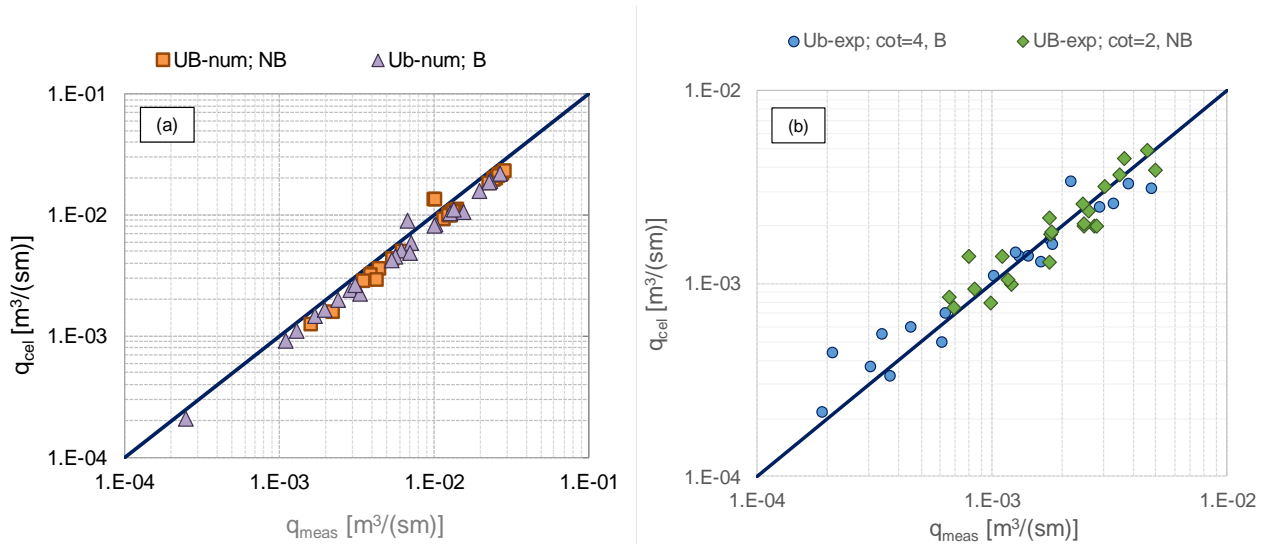 UB-num; NB
Ub-num; B
(a)
1.E-01
1.E-02
1.E-03
1.E-04
q_cel [m³/(sm)]
1.E-04
1.E-03
1.E-02
1.E-01
q_meas [m³/(sm)]
Ub-exp; cot=4, B
UB-exp; cot=2, NB
(b)
1.E-02
1.E-03
1.E-04
q_cel [m³/(sm)]
1.E-04
1.E-03
1.E-02
q_meas [m³/(sm)]